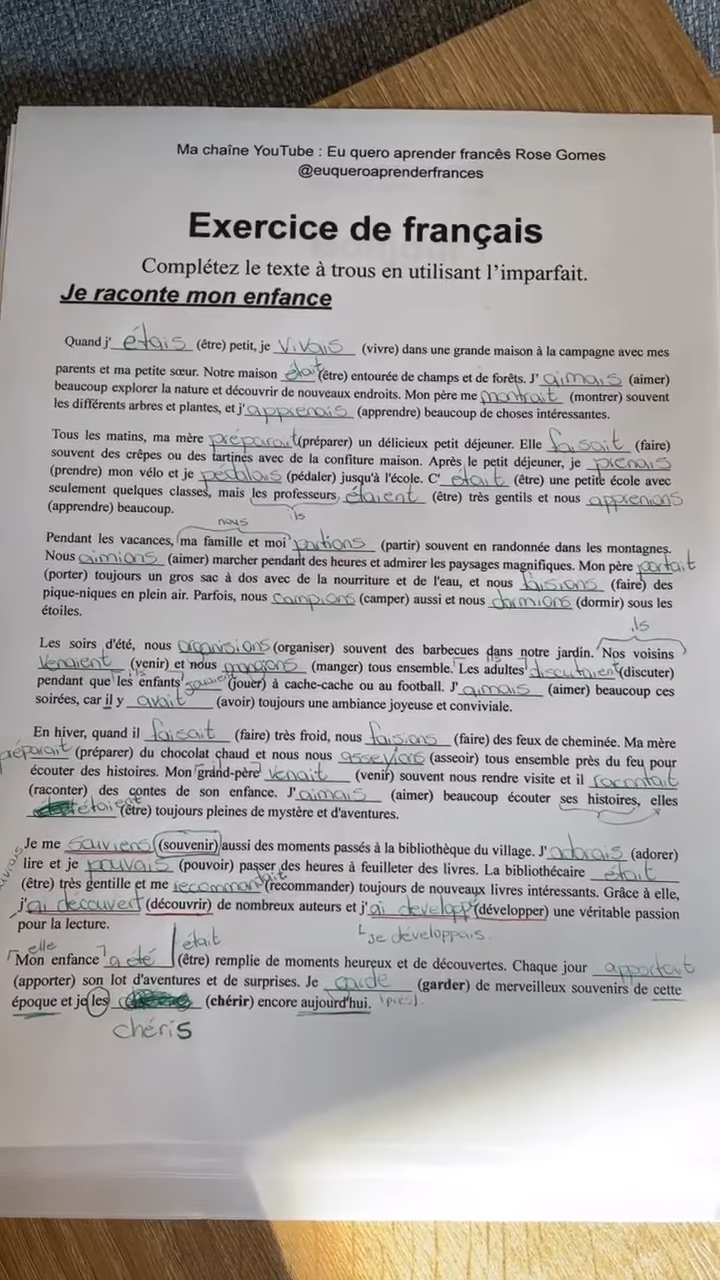 Ma chaîne YouTube : Eu quero aprender francês Rose Gomes
@euqueroaprenderfrances
Exercice de français
Complétez le texte à trous en utilisant l'imparfait.
Je raconte mon enfance
Quand j' étais (être) petit, je vivais (vivre) dans une grande maison à la campagne avec mes
parents et ma petite sœur. Notre maison était (être) entourée de champs et de forêts. J' aimais (aimer)
beaucoup explorer la nature et découvrir de nouveaux endroits. Mon père me montrait (montrer) souvent
les différents arbres et plantes, et j' apprenais (apprendre) beaucoup de choses intéressantes.
Tous les matins, ma mère préparait (préparer) un délicieux petit déjeuner. Elle faisait (faire)
souvent des crêpes ou des tartines avec de la confiture maison. Après le petit déjeuner, je prenais
(prendre) mon vélo et je pédalais (pédaler) jusqu'à l'école. C' était (être) une petite école avec
seulement quelques classes, mais les professeurs étaient (être) très gentils et nous apprenions
(apprendre) beaucoup.
ils
nous
Pendant les vacances, ma famille et moi partions (partir) souvent en randonnée dans les montagnes.
Nous aimions (aimer) marcher pendant des heures et admirer les paysages magnifiques. Mon père portait
(porter) toujours un gros sac à dos avec de la nourriture et de l'eau, et nous faisions (faire) des
pique-niques en plein air. Parfois, nous campions (camper) aussi et nous dormions (dormir) sous les
étoiles.
ils
Les soirs d'été, nous organisions (organiser) souvent des barbecues dans notre jardin. Nos voisins
venaient (venir) et nous mangions (manger) tous ensemble. Les adultes discutaient (discuter)
ils
pendant que les enfants jouaient (jouer) à cache-cache ou au football. J' aimais (aimer) beaucoup ces
soirées, car il y avait (avoir) toujours une ambiance joyeuse et conviviale.
En hiver, quand il faisait (faire) très froid, nous faisions (faire) des feux de cheminée. Ma mère
préparait (préparer) du chocolat chaud et nous nous asseyions (asseoir) tous ensemble près du feu pour
écouter des histoires. Mon grand-père venait (venir) souvent nous rendre visite et il racontait
(raconter) des contes de son enfance. J' aimais (aimer) beaucoup écouter ses histoires, elles
étaient (être) toujours pleines de mystère et d'aventures.
Je me souviens (souvenir) aussi des moments passés à la bibliothèque du village. J' adorais (adorer)
lire et je pouvais (pouvoir) passer des heures à feuilleter des livres. La bibliothécaire était
(être) très gentille et me recommandait (recommander) toujours de nouveaux livres intéressants. Grâce à elle,
j' ai découvert (découvrir) de nombreux auteurs et j' ai develop (développer) une véritable passion
pour la lecture.
je développais.
elle
était
Mon enfance a été (être) remplie de moments heureux et de découvertes. Chaque jour apportait
(apporter) son lot d'aventures et de surprises. Je garde (garder) de merveilleux souvenirs de cette
époque et je les (chérir) encore aujourd'hui. (prés).
chéris